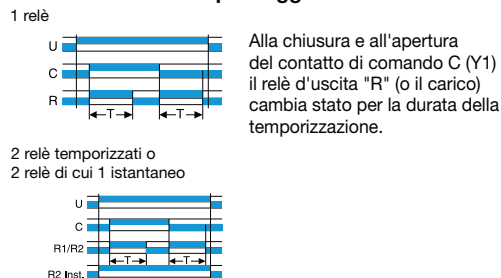 1 relè
U
C
R
T
T
Alla chiusura e all'apertura
del contatto di comando C (Y1)
il relè d'uscita "R" (o il carico)
cambia stato per la durata della
temporizzazione.
2 relè temporizzati o
2 relè di cui 1 istantaneo
U
C
R1/R2
T
T
R2 Inst.